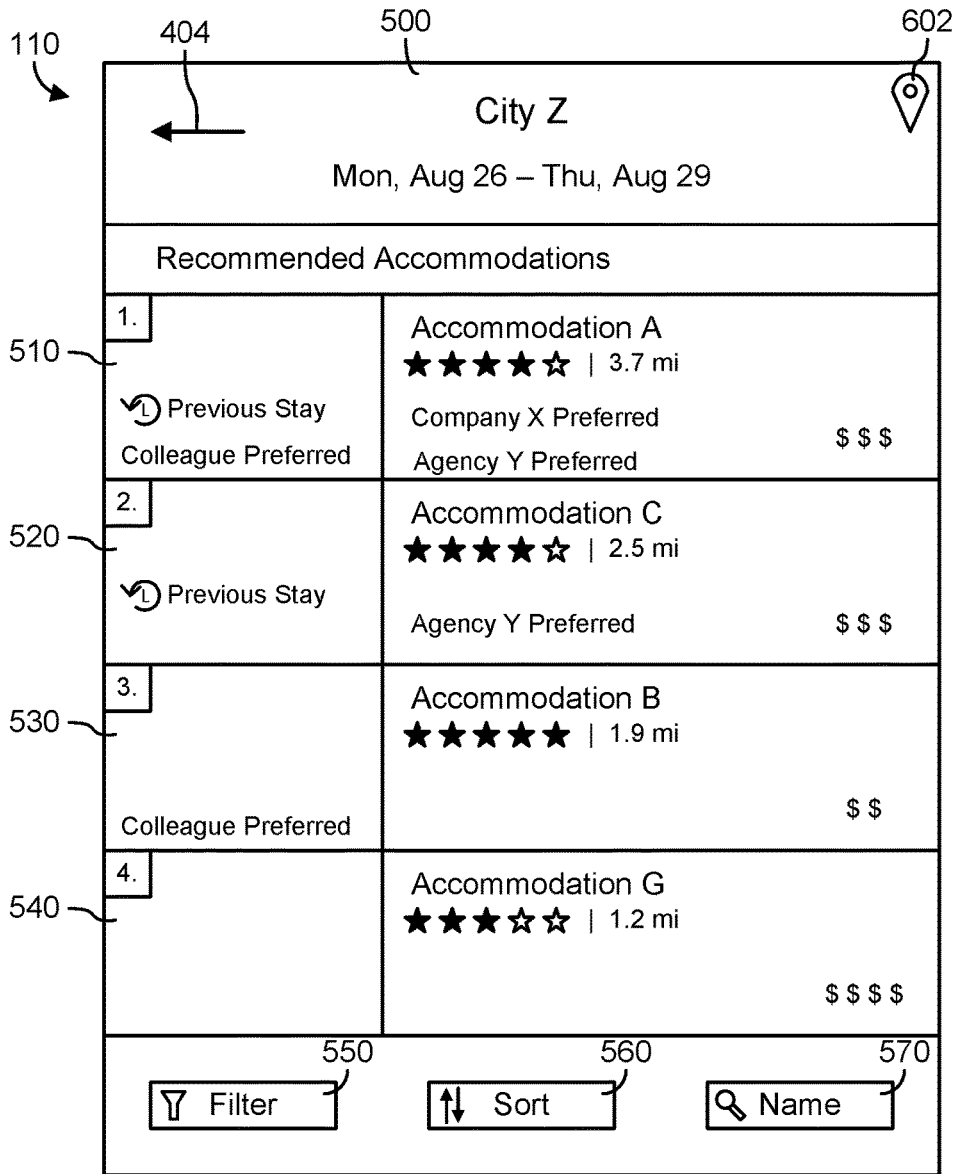 110
404
500
602
City Z
Mon, Aug 26 – Thu, Aug 29
Recommended Accommodations
1.
510
Previous Stay
Colleague Preferred
Accommodation A
| 3.7 mi
Company X Preferred
Agency Y Preferred
$ $ $
2.
520
Previous Stay
Accommodation C
| 2.5 mi
Agency Y Preferred
$ $ $
3.
530
Colleague Preferred
Accommodation B
| 1.9 mi
$ $
4.
540
Accommodation G
| 1.2 mi
$ $ $ $
550
560
570
Filter
Sort
Name